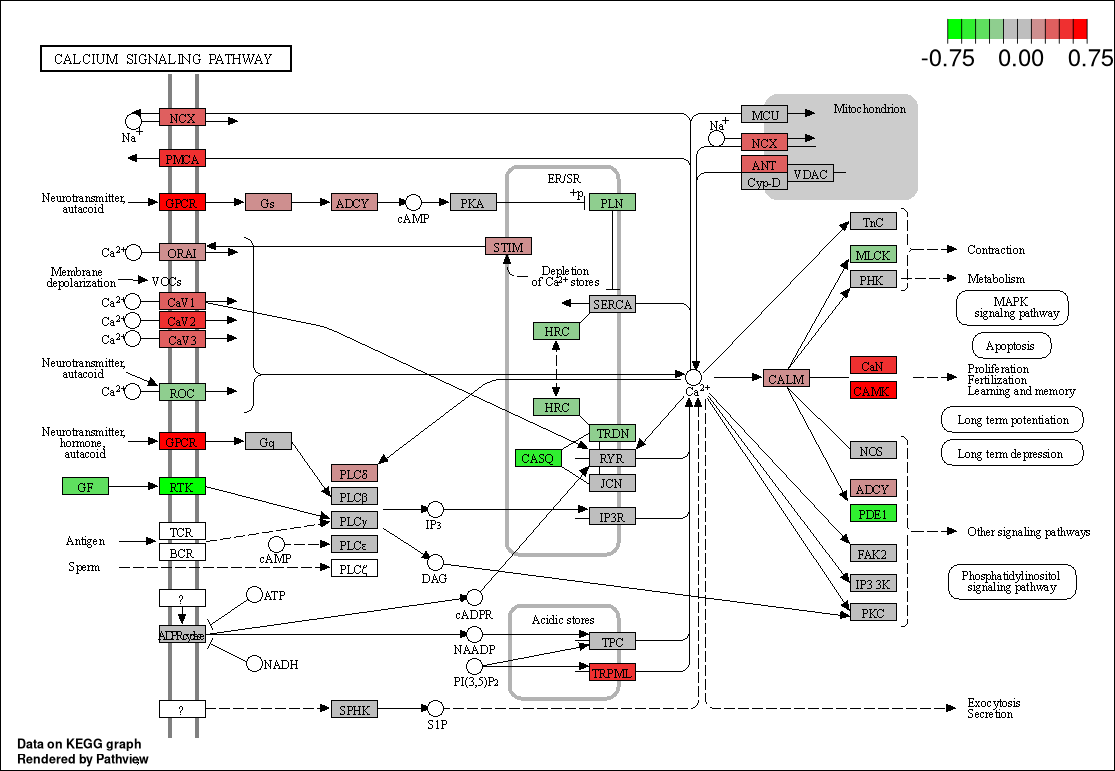 -0.75 0.00 0.75
CALCIUM SIGNALING PATHWAY
Mitochondrion
NCX
Na+
MCU
Na+
NCX
PMCA
ANT
VDAC
Cyp-D
ER/SR
+p
Neurotransmitter,
autacoid
GPCR
Gs
ADCY
cAMP
PKA
PLN
TnC
Ca2+
ORAI
STIM
MLCK
Contraction
Membrane
depolarization
VOCs
Depletion
of Ca2+ stores
PHK
Metabolism
Ca2+
CaV1
SERCA
MAPK
signalng pathway
Ca2+
CaV2
HRC
Ca2+
CaV3
Apoptosis
Neurotransmitter,
autacoid
CaN
Proliferation
Fertilization
Learning and memory
Ca2+
ROC
Ca2+
CALM
CAMK
HRC
Long term potentiation
Neurotransmitter,
hormone,
autacoid
GPCR
Gq
TRDN
CASQ
RYR
JCN
NOS
Long term depression
PLCδ
GF
RTK
PLCβ
ADCY
IP3
IP3R
PDE1
PLCγ
TCR
Antigen
BCR
cAMP
PLCε
Other signaling pathways
FAK2
Sperm
PLCζ
DAG
IP3 3K
Phosphatidylinositol
signaling pathway
?
ATP
cADPR
PKC
Acidic stores
NAADP
TPC
NADH
PI(3,5)P2
TRPML
?
SPHK
S1P
Exocytosis
Secretion
Data on KEGG graph
Rendered by Pathview